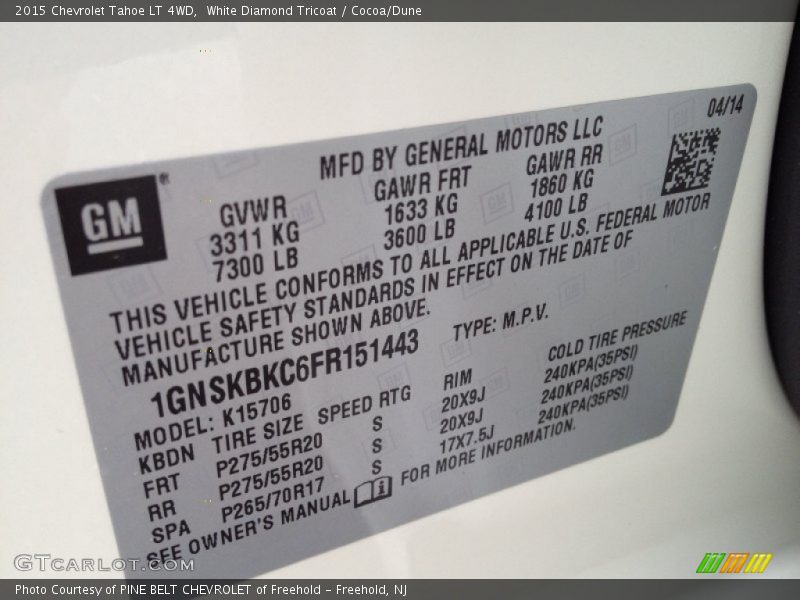 2015 Chevrolet Tahoe LT 4WD,  White Diamond Tricoat / Cocoa/Dune
04/14
MFD BY GENERAL MOTORS LLC
GM®
GVWR GAWR FRT GAWR RR
3311 KG 1633 KG 1860 KG
7300 LB 3600 LB 4100 LB
THIS VEHICLE CONFORMS TO ALL APPLICABLE U.S. FEDERAL MOTOR
VEHICLE SAFETY STANDARDS IN EFFECT ON THE DATE OF
MANUFACTURE SHOWN ABOVE.
1GNSKBKC6FR151443 TYPE: M.P.V.
MODEL: K15706
KBDN TIRE SIZE SPEED RTG RIM COLD TIRE PRESSURE
FRT P275/55R20 S 20X9J 240KPA(35PSI)
RR P275/55R20 S 20X9J 240KPA(35PSI)
SPA P265/70R17 S 17X7.5J 240KPA(35PSI)
SEE OWNER'S MANUAL FOR MORE INFORMATION.
GTcarlot.com
Photo Courtesy of PINE BELT CHEVROLET of Freehold – Freehold, NJ